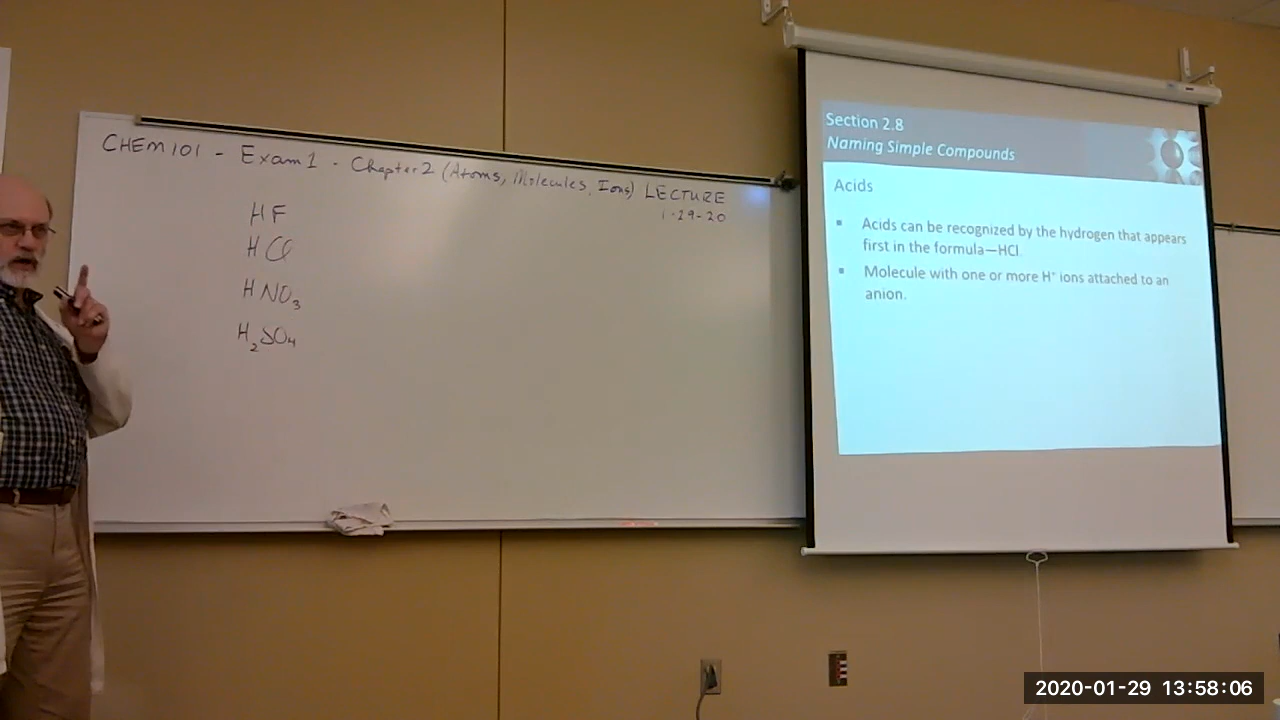 CHEM 101 - Exam 1 - Chapter 2 (Atoms, Molecules, Ions) LECTURE
1-29-20
HF
HCl
HNO3
H2SO4
Section 2.8
Naming Simple Compounds
Acids
▪ Acids can be recognized by the hydrogen that appears
first in the formula—HCl.
▪ Molecule with one or more H⁺ ions attached to an
anion.
2020-01-29 13:58:06